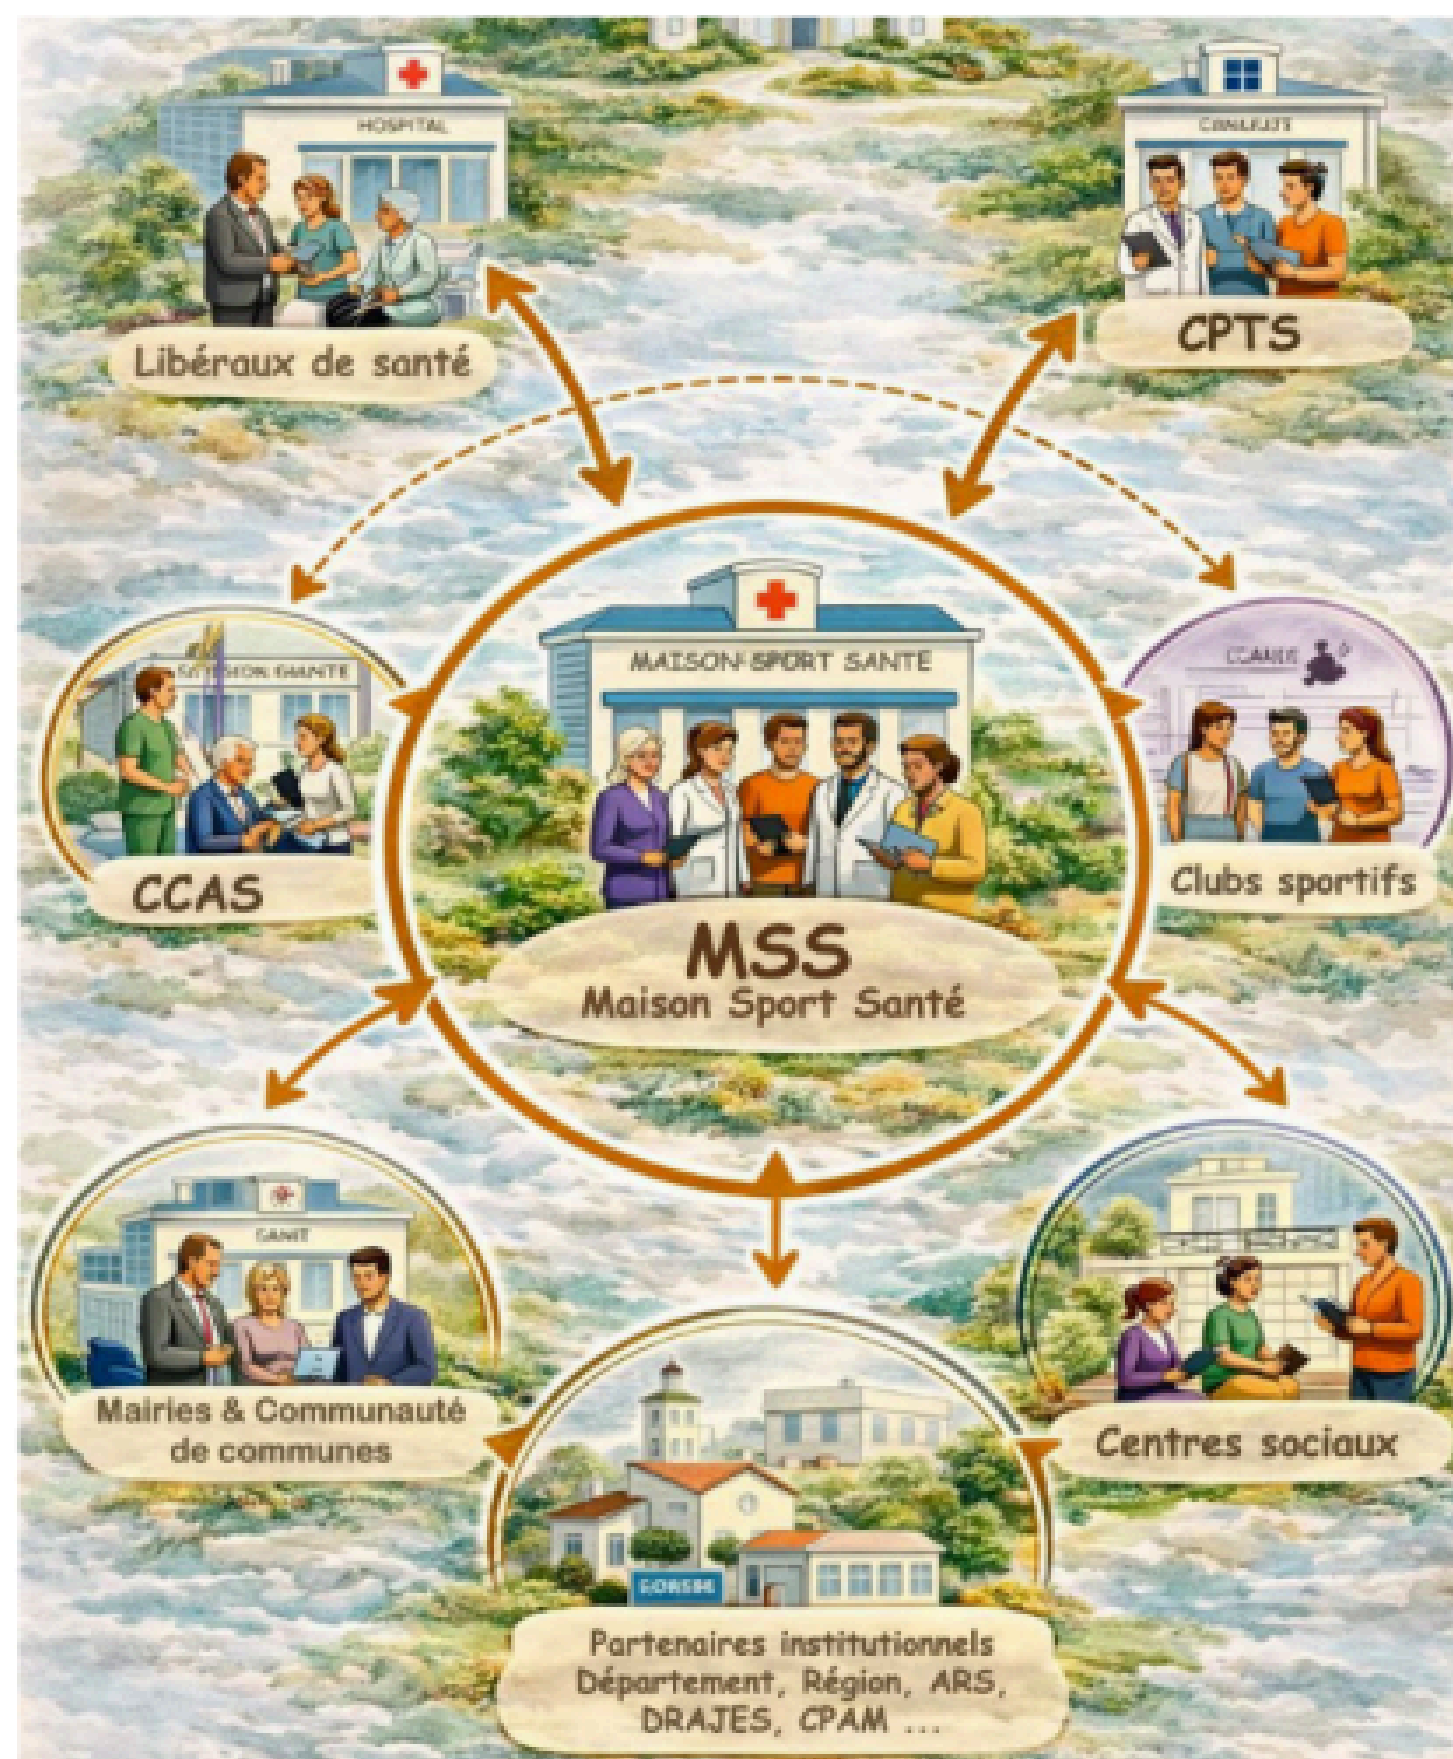 HOSPITAL
Libéraux de santé
CPTS
MAISON SPORT SANTE
CCAS
Clubs sportifs
MSS
Maison Sport Santé
Mairies & Communauté
de communes
Centres sociaux
Partenaires institutionnels
Département, Région, ARS,
DRAJES, CPAM ...